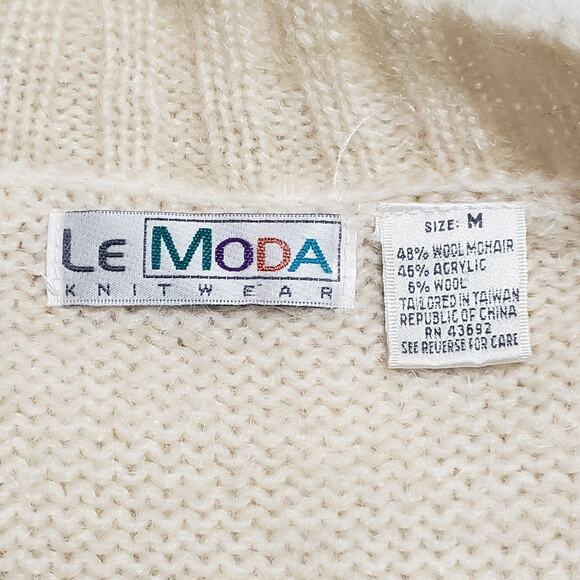 LE MODA
KNITWEAR
SIZE: M
48% WOOL MOHAIR
46% ACRYLIC
6% WOOL
TAILORED IN TAIWAN
REPUBLIC OF CHINA
RN 43692
SEE REVERSE FOR CARE